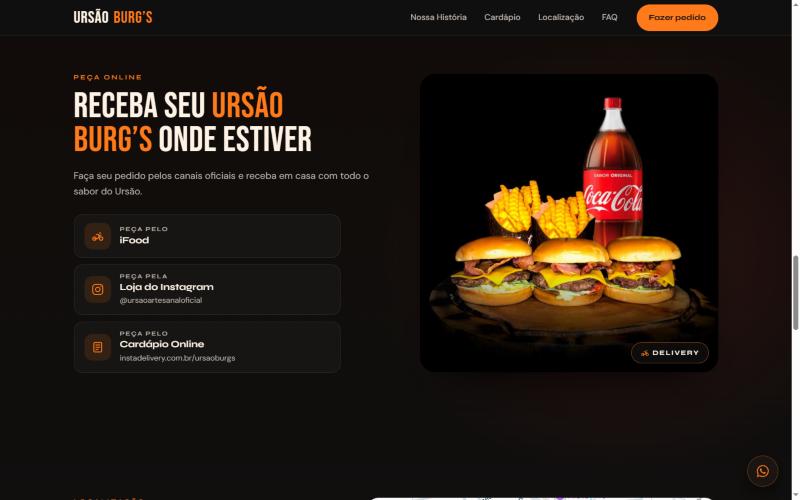 URSÃO BURG'S
Nossa História
Cardápio
Localização
FAQ
Fazer pedido
PEÇA ONLINE
RECEBA SEU URSÃO
BURG'S ONDE ESTIVER
Faça seu pedido pelos canais oficiais e receba em casa com todo o
sabor do Ursão.
PEÇA PELO
iFood
PEÇA PELA
Loja do Instagram
@ursaoartesanaloficial
PEÇA PELO
Cardápio Online
instadelivery.com.br/ursaoburgs
SABOR ORIGINAL
Coca-Cola
DELIVERY